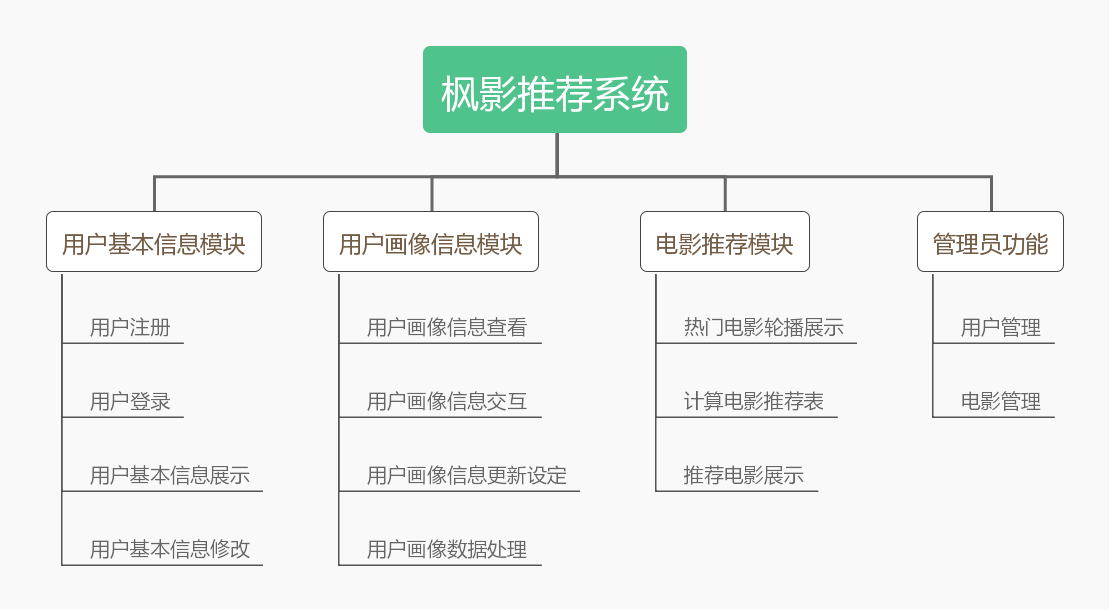 枫影推荐系统
用户基本信息模块
用户注册
用户登录
用户基本信息展示
用户基本信息修改
用户画像信息模块
用户画像信息查看
用户画像信息交互
用户画像信息更新设定
用户画像数据处理
电影推荐模块
热门电影轮播展示
计算电影推荐表
推荐电影展示
管理员功能
用户管理
电影管理